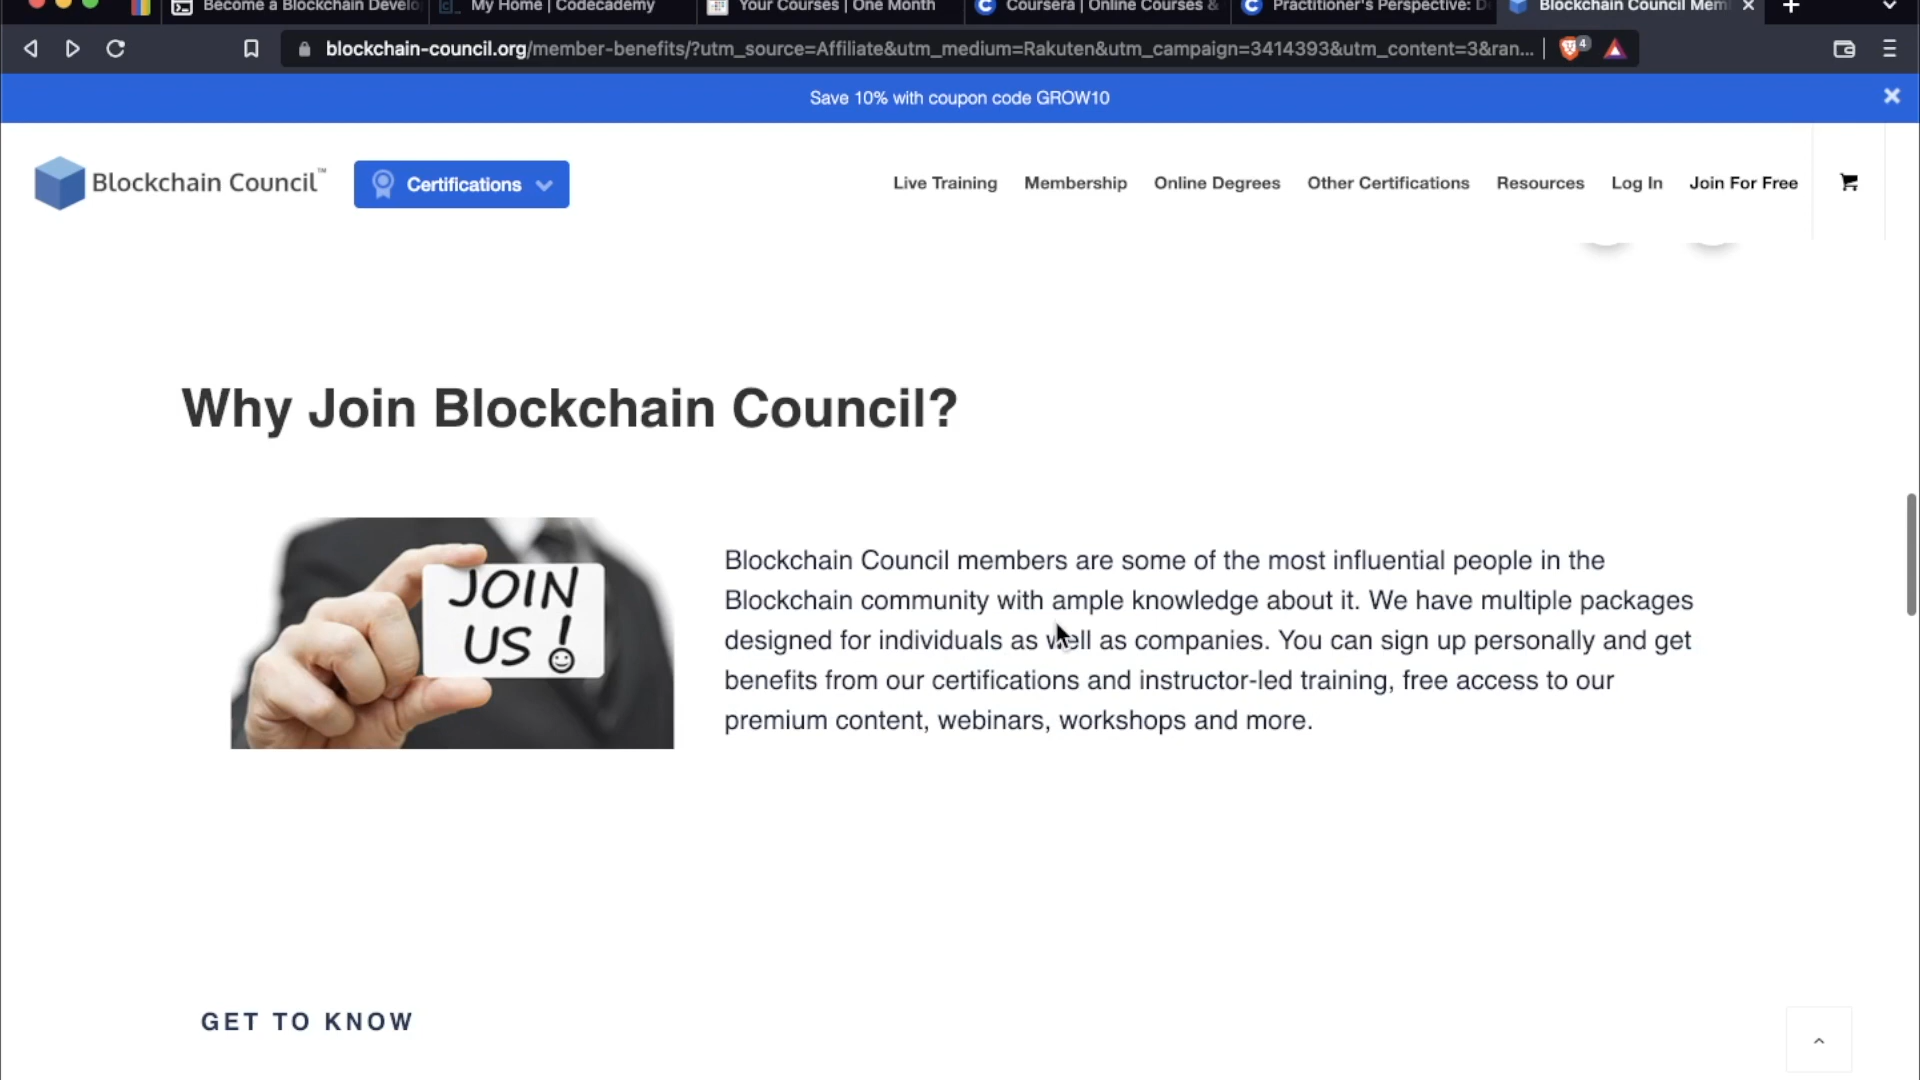 Become a Blockchain Develo
My Home | Codecademy
Your Courses | One Month
Coursera | Online Courses &
Practitioner's Perspective: D
Blockchain Council Mem
blockchain-council.org/member-benefits/?utm_source=Affiliate&utm_medium=Rakuten&utm_campaign=3414393&utm_content=3&ran...
4
Save 10% with coupon code GROW10
Blockchain Council™
Certifications
Live Training
Membership
Online Degrees
Other Certifications
Resources
Log In
Join For Free
Why Join Blockchain Council?
JOIN
US!
Blockchain Council members are some of the most influential people in the
Blockchain community with ample knowledge about it. We have multiple packages
designed for individuals as well as companies. You can sign up personally and get
benefits from our certifications and instructor-led training, free access to our
premium content, webinars, workshops and more.
GET TO KNOW